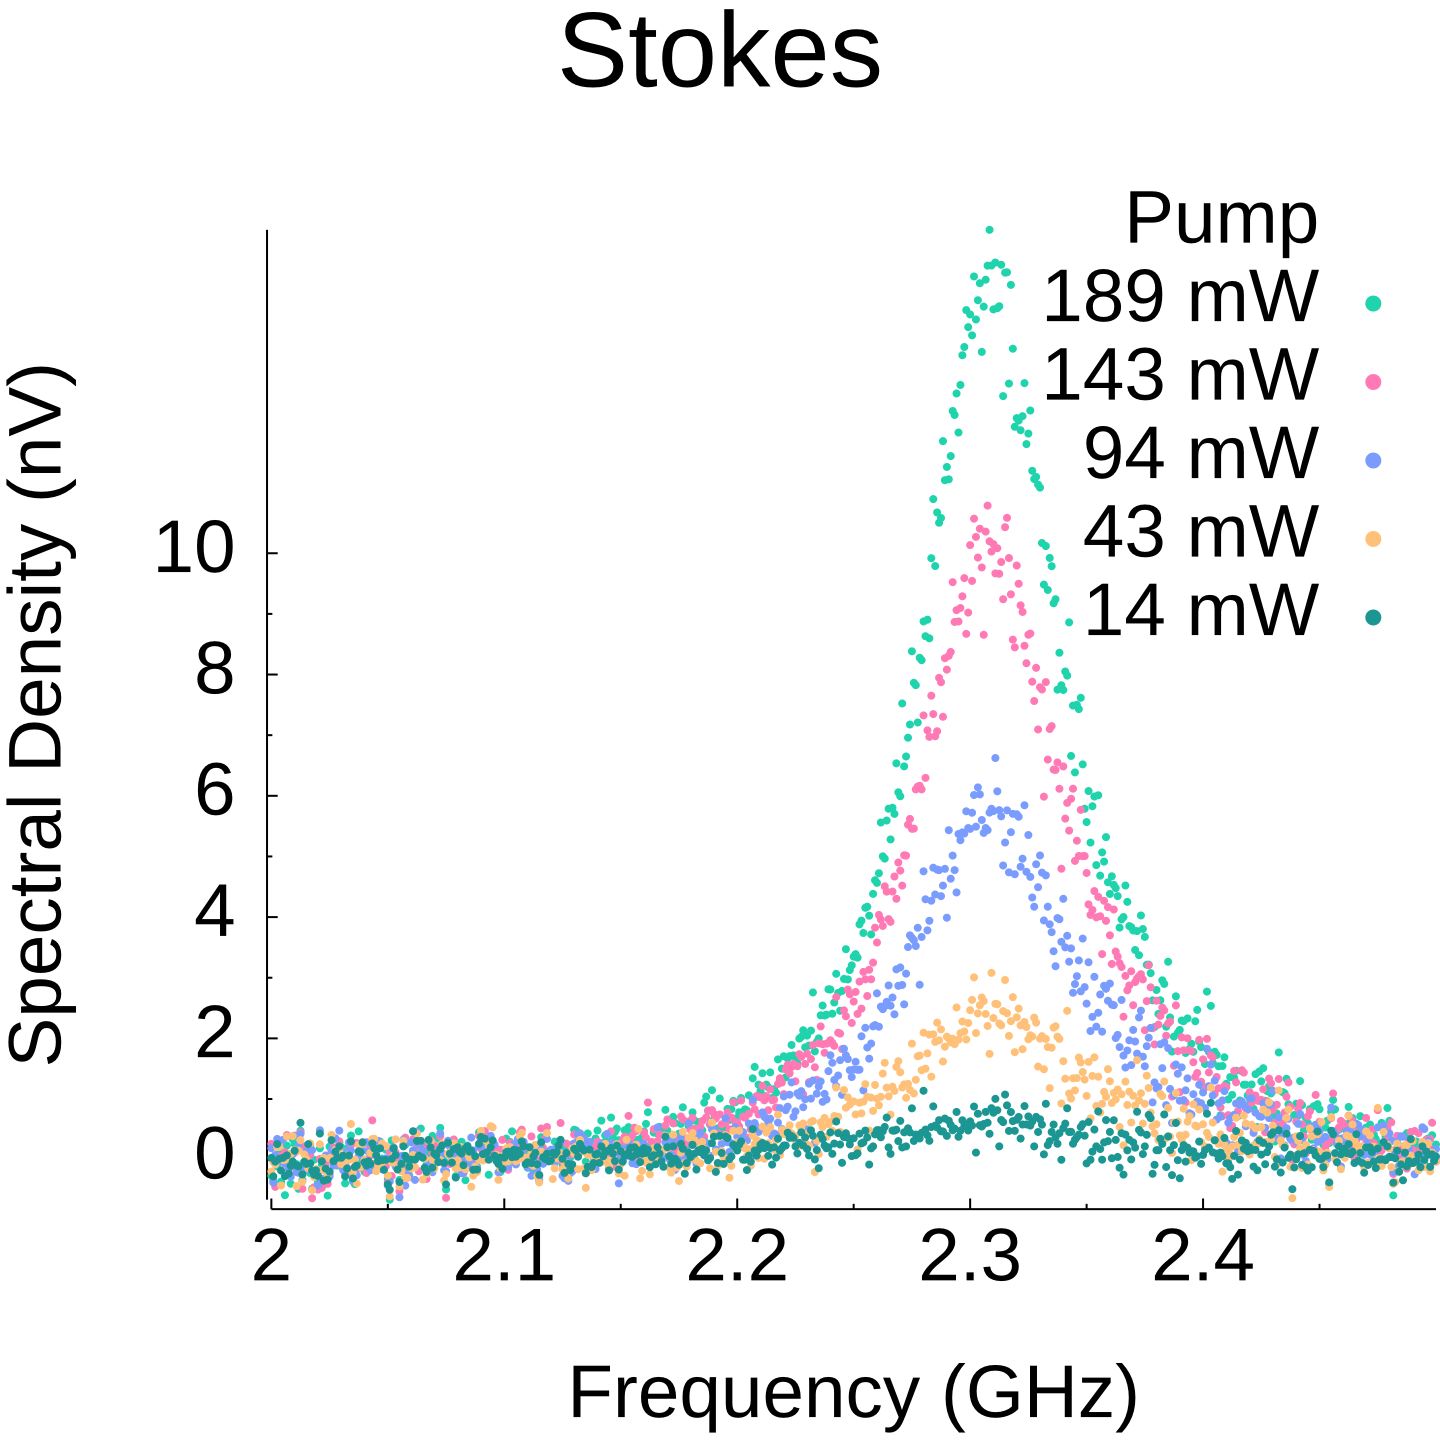 Stokes
Pump
189 mW
143 mW
94 mW
43 mW
14 mW
Spectral Density (nV)
10
8
6
4
2
0
2 2.1 2.2 2.3 2.4
Frequency (GHz)